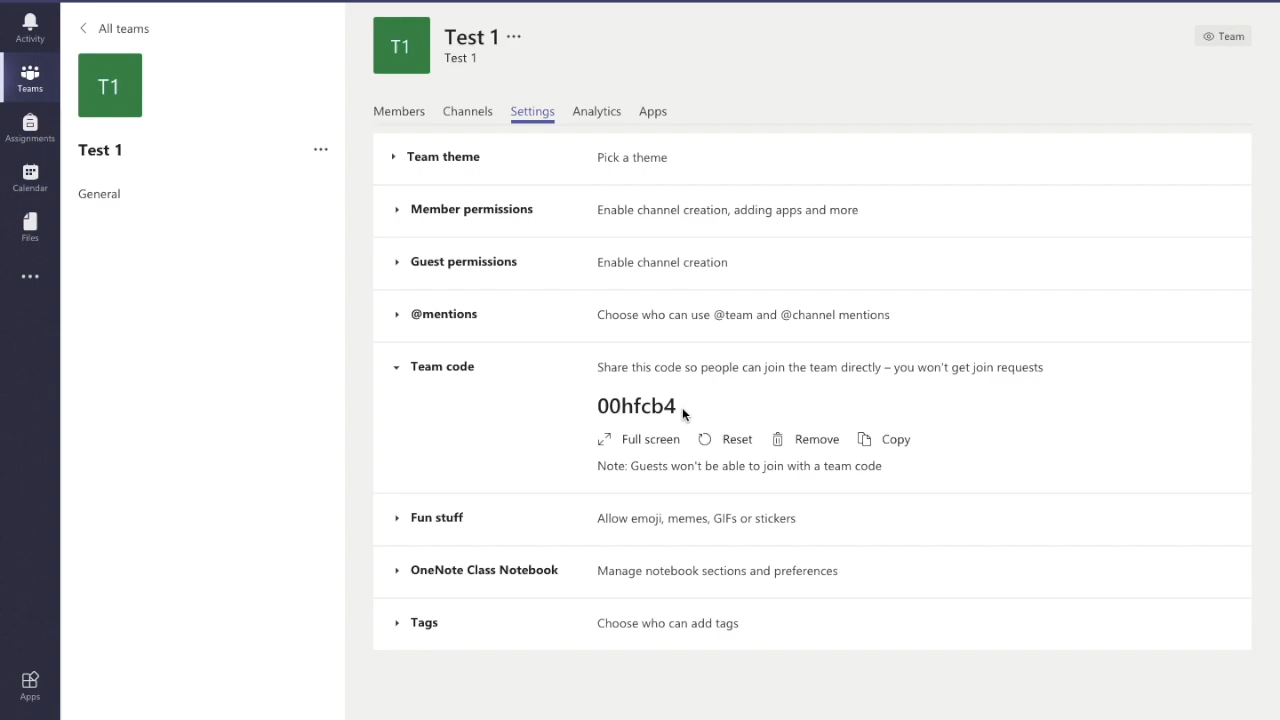 Activity
Teams
Assignments
Calendar
Files
Apps
All teams
T1
Test 1
General
T1
Test 1
Test 1
Team
Members Channels Settings Analytics Apps
Team theme Pick a theme
Member permissions Enable channel creation, adding apps and more
Guest permissions Enable channel creation
@mentions Choose who can use @team and @channel mentions
Team code Share this code so people can join the team directly – you won't get join requests
00hfcb4
Full screen Reset Remove Copy
Note: Guests won't be able to join with a team code
Fun stuff Allow emoji, memes, GIFs or stickers
OneNote Class Notebook Manage notebook sections and preferences
Tags Choose who can add tags